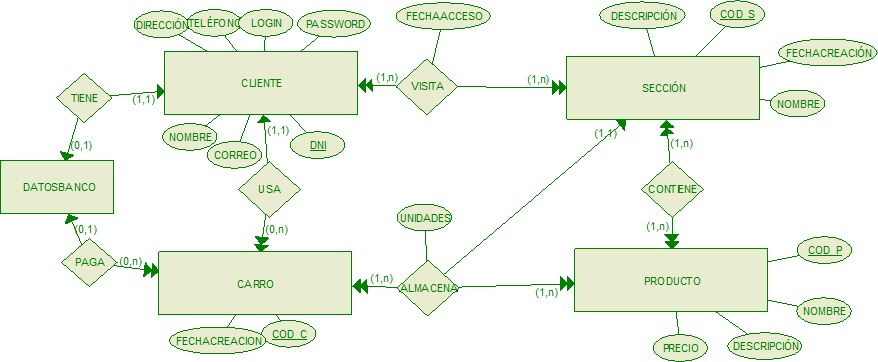 FECHAACCESO
DESCRIPCIÓN
COD_S
DIRECCIÓN
TELÉFONO
LOGIN
PASSWORD
FECHACREACIÓN
CLIENTE
(1,n)
VISITA
(1,n)
SECCIÓN
TIENE
(1,1)
NOMBRE
NOMBRE
(1,1)
(1,1)
CORREO
DNI
(0,1)
(1,n)
DATOSBANCO
USA
CONTIENE
UNIDADES
(0,1)
(0,n)
(1,n)
PAGA
(0,n)
COD_P
(1,n)
CARRO
ALMACENA
(1,n)
PRODUCTO
NOMBRE
FECHACREACION
COD_C
PRECIO
DESCRIPCIÓN